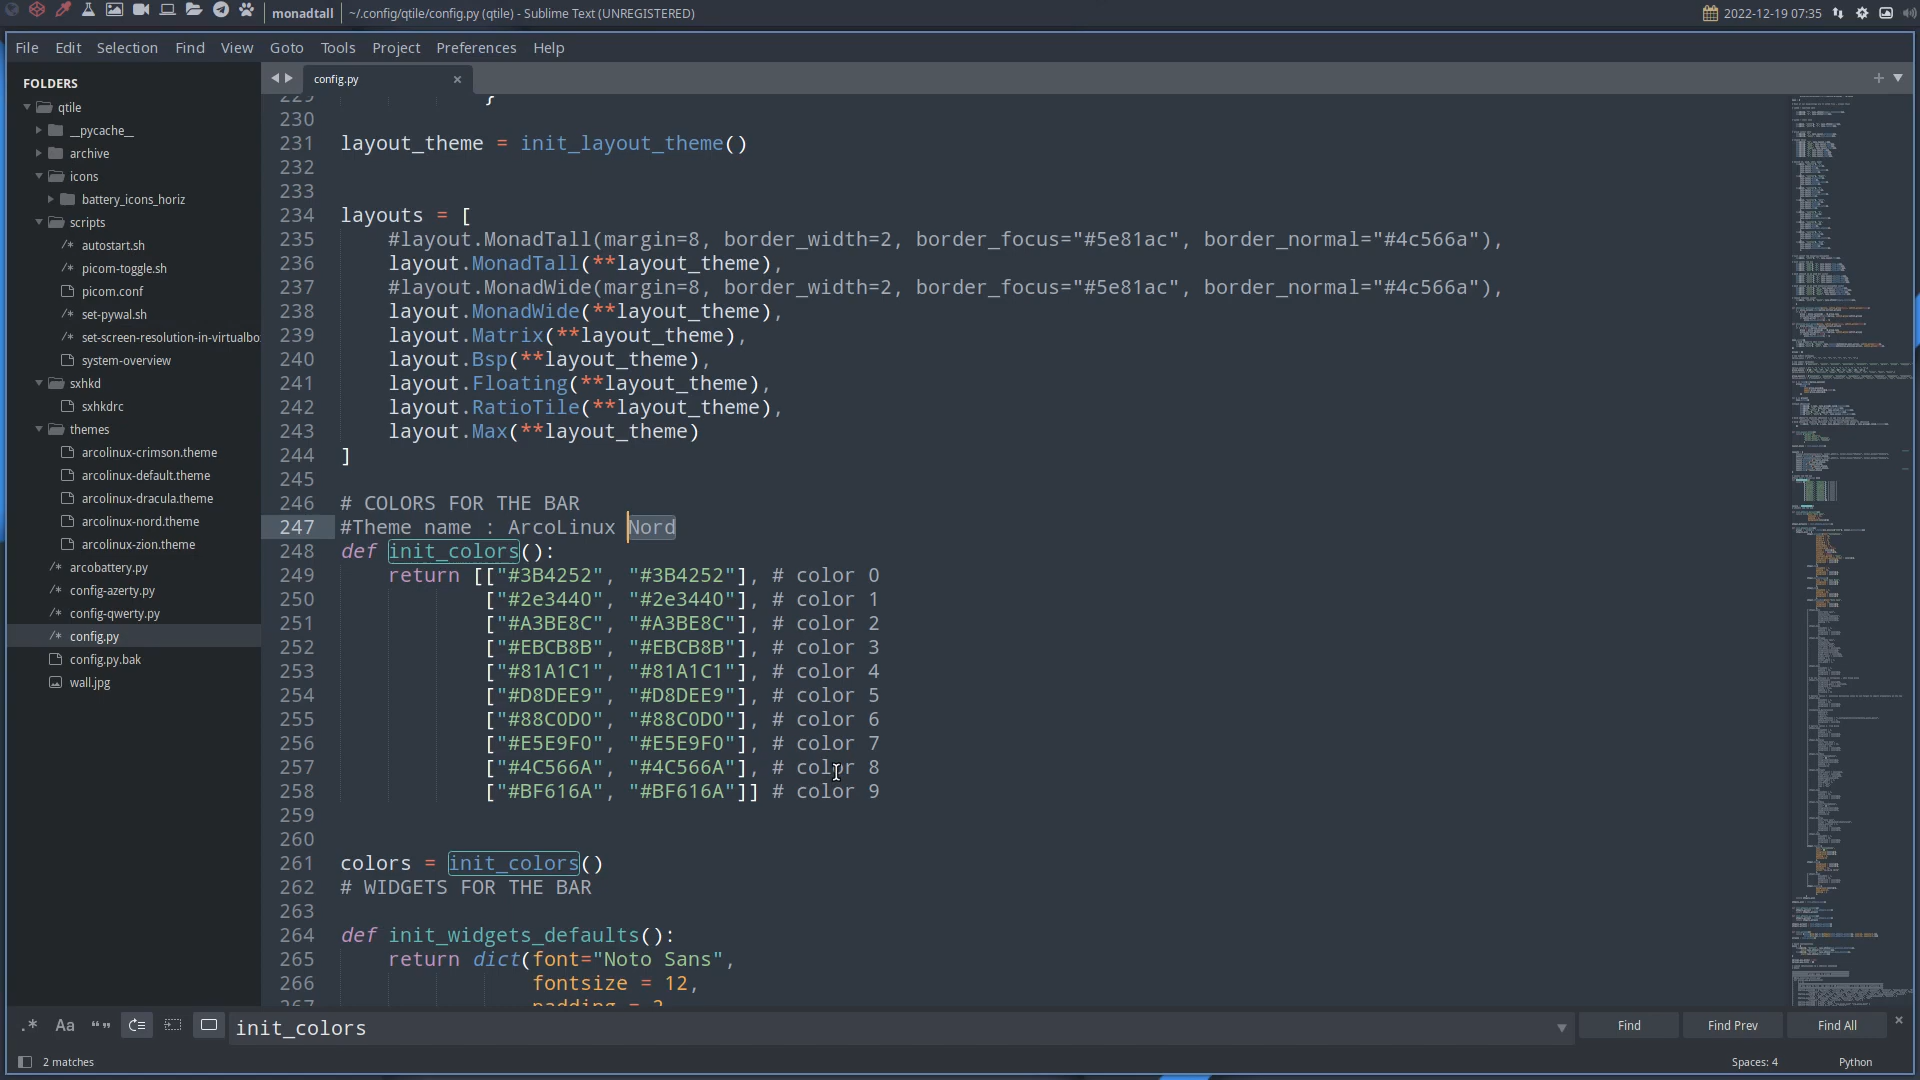 monadtall ~/.config/qtile/config.py (qtile) - Sublime Text (UNREGISTERED) 2022-12-19 07:35
File Edit Selection Find View Goto Tools Project Preferences Help
FOLDERS
qtile
__pycache__
archive
icons
battery_icons_horiz
scripts
autostart.sh
picom-toggle.sh
picom.conf
set-pywal.sh
set-screen-resolution-in-virtualbo
system-overview
sxhkd
sxhkdrc
themes
arcolinux-crimson.theme
arcolinux-default.theme
arcolinux-dracula.theme
arcolinux-nord.theme
arcolinux-zion.theme
arcobattery.py
config-azerty.py
config-qwerty.py
config.py
config.py.bak
wall.jpg
config.py
229 }
230
231 layout_theme = init_layout_theme()
232
233
234 layouts = [
235 #layout.MonadTall(margin=8, border_width=2, border_focus="#5e81ac", border_normal="#4c566a"),
236 layout.MonadTall(**layout_theme),
237 #layout.MonadWide(margin=8, border_width=2, border_focus="#5e81ac", border_normal="#4c566a"),
238 layout.MonadWide(**layout_theme),
239 layout.Matrix(**layout_theme),
240 layout.Bsp(**layout_theme),
241 layout.Floating(**layout_theme),
242 layout.RatioTile(**layout_theme),
243 layout.Max(**layout_theme)
244 ]
245
246 # COLORS FOR THE BAR
247 #Theme name : ArcoLinux Nord
248 def init_colors():
249 return [["#3B4252", "#3B4252"], # color 0
250 ["#2e3440", "#2e3440"], # color 1
251 ["#A3BE8C", "#A3BE8C"], # color 2
252 ["#EBCB8B", "#EBCB8B"], # color 3
253 ["#81A1C1", "#81A1C1"], # color 4
254 ["#D8DEE9", "#D8DEE9"], # color 5
255 ["#88C0D0", "#88C0D0"], # color 6
256 ["#E5E9F0", "#E5E9F0"], # color 7
257 ["#4C566A", "#4C566A"], # color 8
258 ["#BF616A", "#BF616A"]] # color 9
259
260
261 colors = init_colors()
262 # WIDGETS FOR THE BAR
263
264 def init_widgets_defaults():
265 return dict(font="Noto Sans",
266 fontsize = 12,
267 padding = 2
.* Aa “” init_colors Find Find Prev Find All
2 matches Spaces: 4 Python